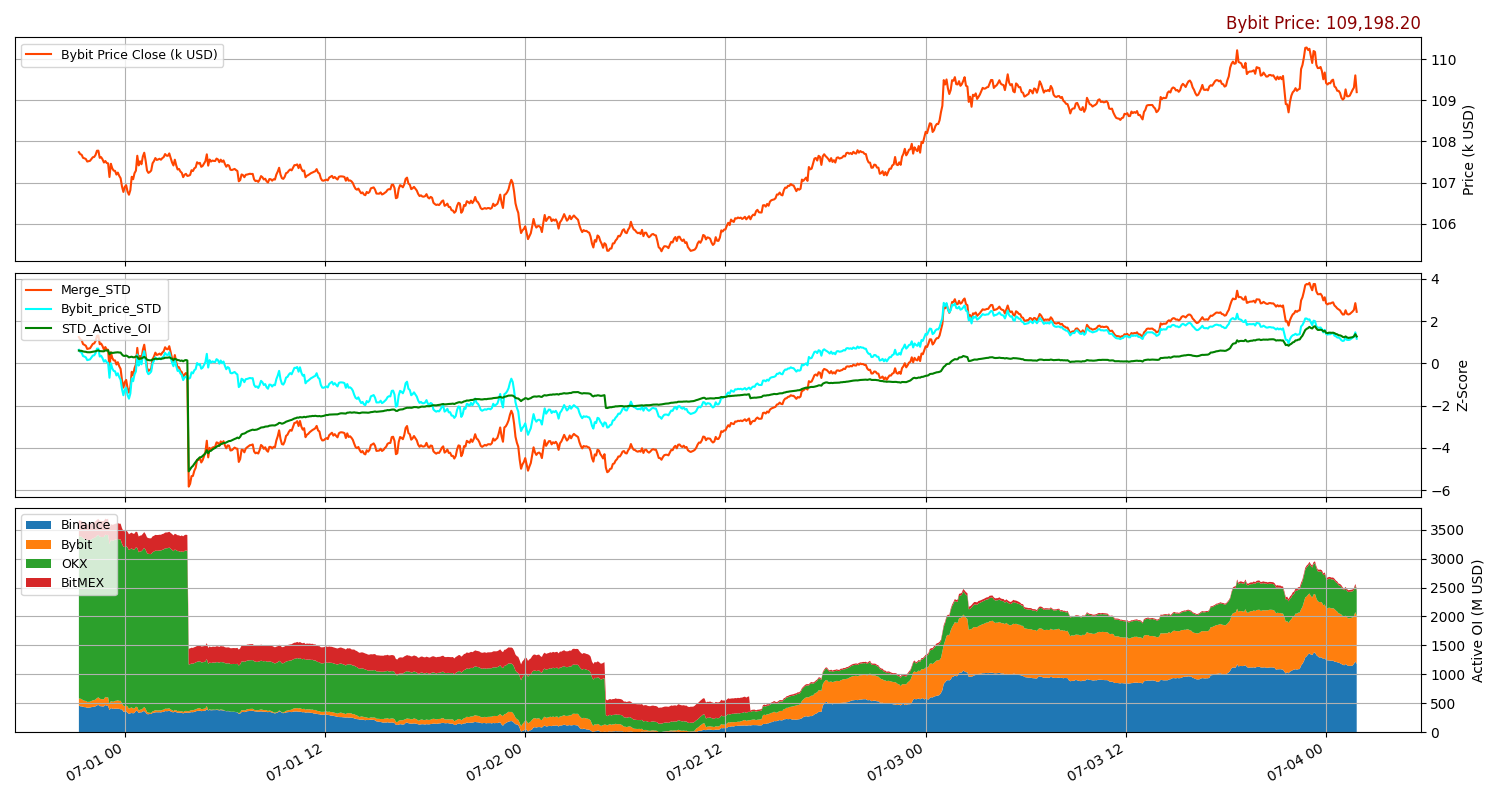 Bybit Price: 109,198.20
Bybit Price Close (k USD)
110
109
108
107
106
Price (k USD)
Merge_STD
Bybit_price_STD
STD_Active_OI
4
2
0
−2
−4
−6
Z-score
Binance
Bybit
OKX
BitMEX
3500
3000
2500
2000
1500
1000
500
0
Active OI (M USD)
07-01 00
07-01 12
07-02 00
07-02 12
07-03 00
07-03 12
07-04 00